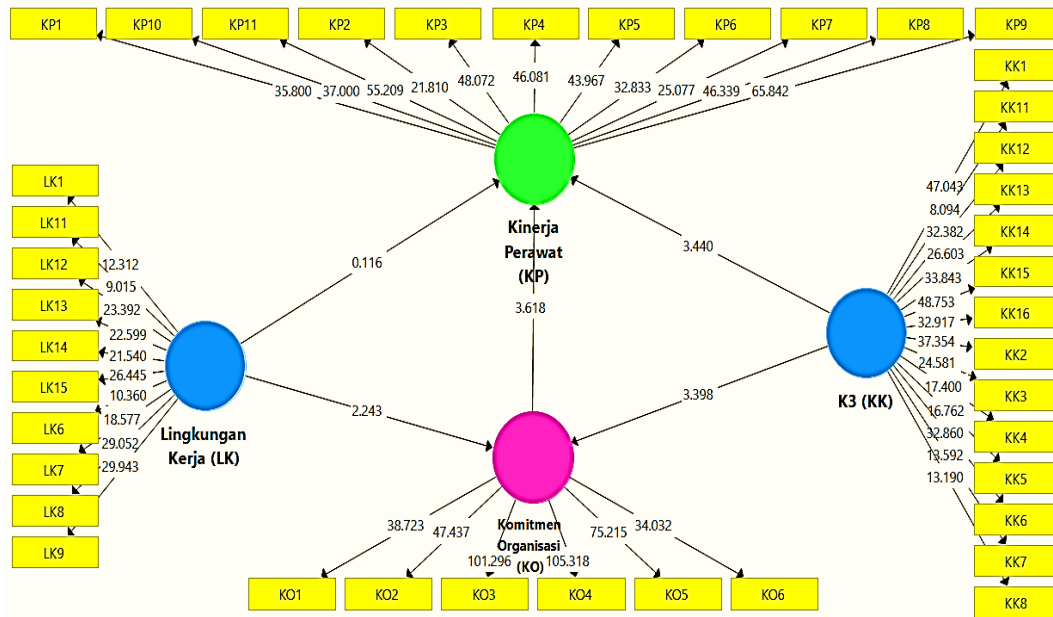 KP1 KP10 KP11 KP2 KP3 KP4 KP5 KP6 KP7 KP8 KP9
35.800 37.000 55.209 21.810 48.072 46.081 43.967 32.833 25.077 46.339 65.842
Kinerja
Perawat
(KP)
LK1
LK11
LK12
LK13
LK14
LK15
LK6
LK7
LK8
LK9
12.312
9.015
23.392
22.599
21.540
26.445
10.360
18.577
29.052
29.943
Lingkungan
Kerja (LK)
0.116
3.440
3.618
2.243
3.398
K3 (KK)
47.043
8.094
32.382
26.603
33.843
48.753
32.917
37.354
24.581
17.400
16.762
32.860
13.592
13.190
KK1
KK11
KK12
KK13
KK14
KK15
KK16
KK2
KK3
KK4
KK5
KK6
KK7
KK8
Komitmen
Organisasi
(KO)
38.723 47.437 101.296 105.318 75.215 34.032
KO1 KO2 KO3 KO4 KO5 KO6